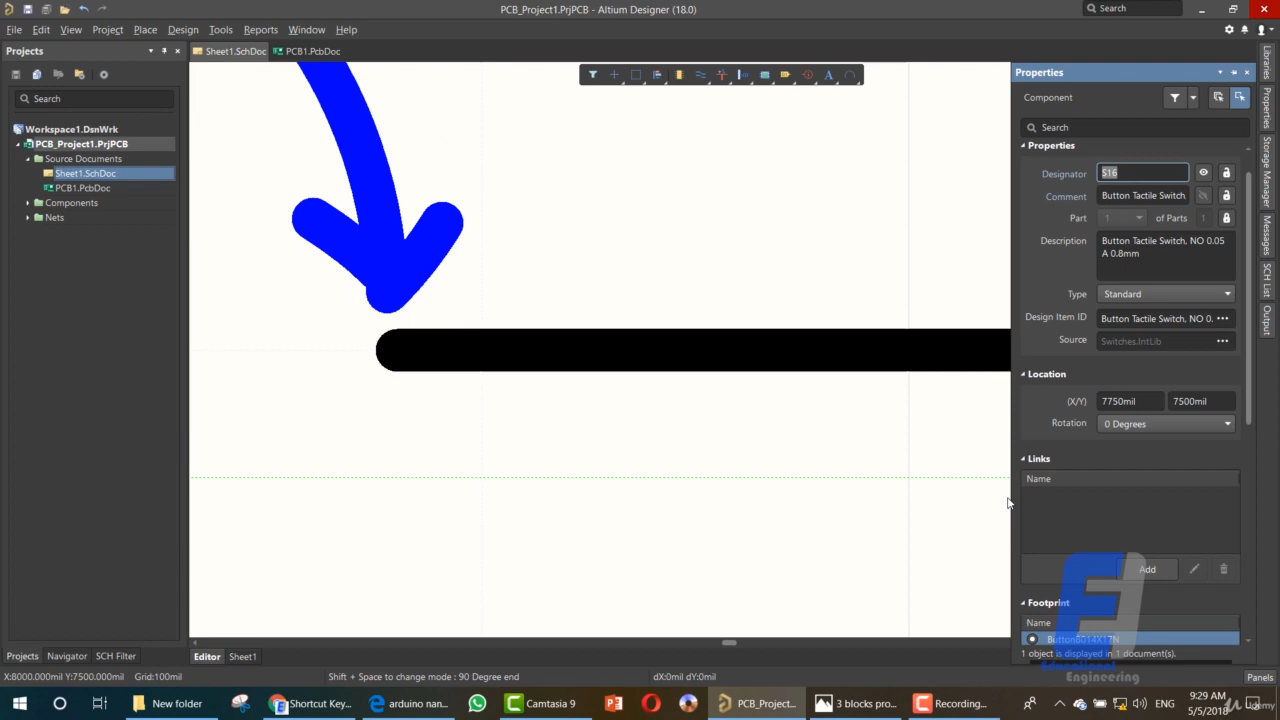 PCB_Project1.PrjPCB - Altium Designer (18.0)
Search
File Edit View Project Place Design Tools Reports Window Help
Projects
Sheet1.SchDoc
PCB1.PcbDoc
Properties
Component
Search
Search
Workspace1.DsnWrk
PCB_Project1.PrjPCB
Source Documents
Sheet1.SchDoc
PCB1.PcbDoc
Components
Nets
Properties
Designator S16
Comment Button Tactile Switch,
Part 1 of Parts 1
Description Button Tactile Switch, NO 0.05
A 0.8mm
Type Standard
Design Item ID Button Tactile Switch, NO 0.
Source Switches.IntLib
Location
(X/Y) 7750mil 7500mil
Rotation 0 Degrees
Links
Name
Add
Footprint
Name
1 object is displayed in 1 document(s).
Libraries
Properties
Storage Manager
Messages
SCH List
Output
Educational
Engineering
Projects Navigator SCH Filter
Editor Sheet1
X:8000.000mil Y:7500.000mil Grid:100mil
Shift + Space to change mode : 90 Degree end
dX:0mil dY:0mil
Panels
New folder
Shortcut Key...
arduino nan...
Camtasia 9
PCB_Project...
3 blocks pro...
Recording...
ENG
9:29 AM
5/5/2018
Udemy